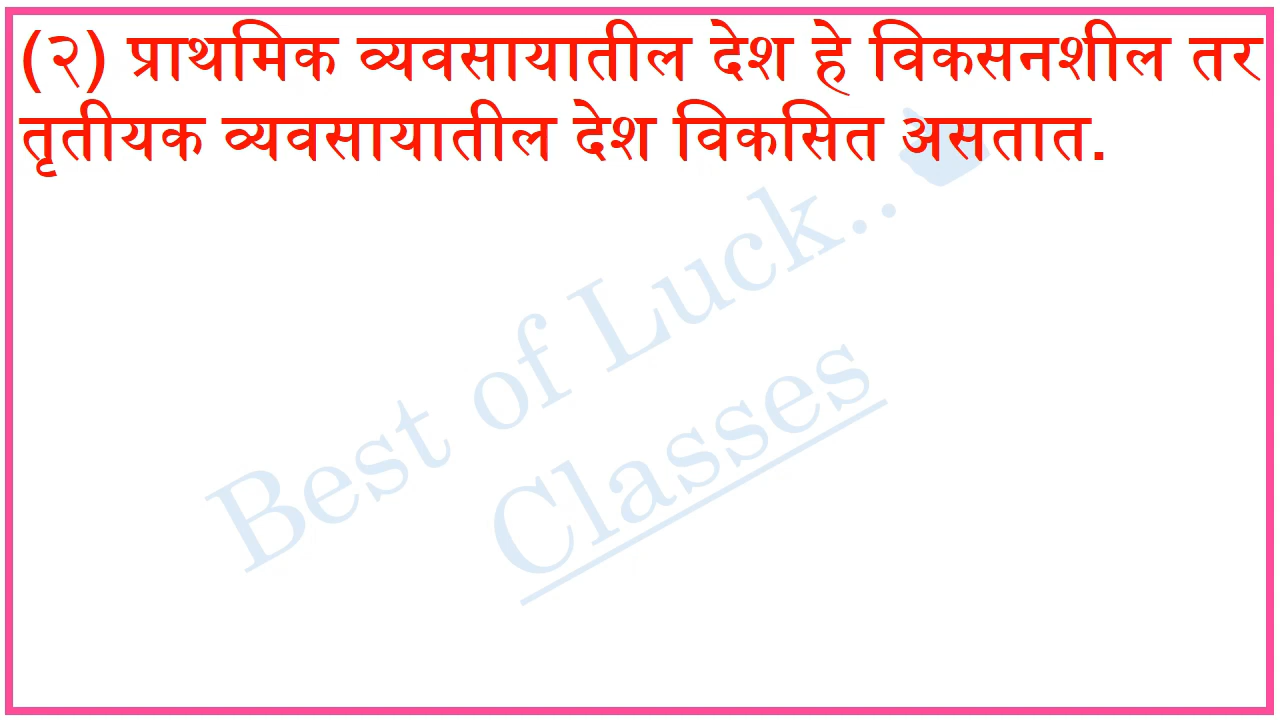 (२) प्राथमिक व्यवसायातील देश हे विकसनशील तर
तृतीयक व्यवसायातील देश विकसित असतात.
Best of Luck..
Classes